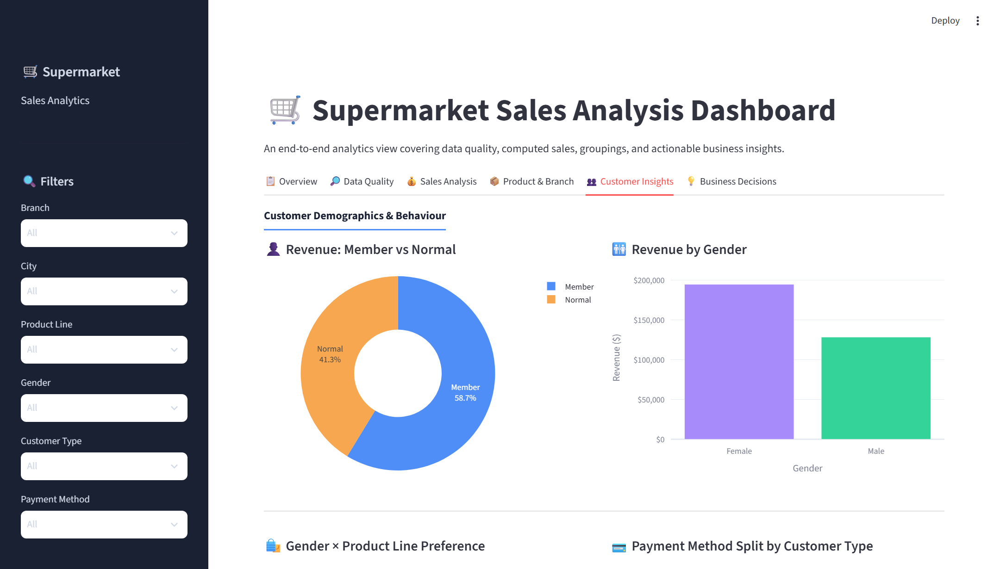 Deploy
Supermarket
Sales Analytics
Filters
Branch
All
City
All
Product Line
All
Gender
All
Customer Type
All
Payment Method
All
Supermarket Sales Analysis Dashboard
An end-to-end analytics view covering data quality, computed sales, groupings, and actionable business insights.
Overview Data Quality Sales Analysis Product & Branch Customer Insights Business Decisions
Customer Demographics & Behaviour
Revenue: Member vs Normal
Member
Normal
Normal
41.3%
Member
58.7%
Revenue by Gender
$200,000
$150,000
$100,000
$50,000
$0
Revenue ($)
Female Male
Gender
Gender × Product Line Preference
Payment Method Split by Customer Type